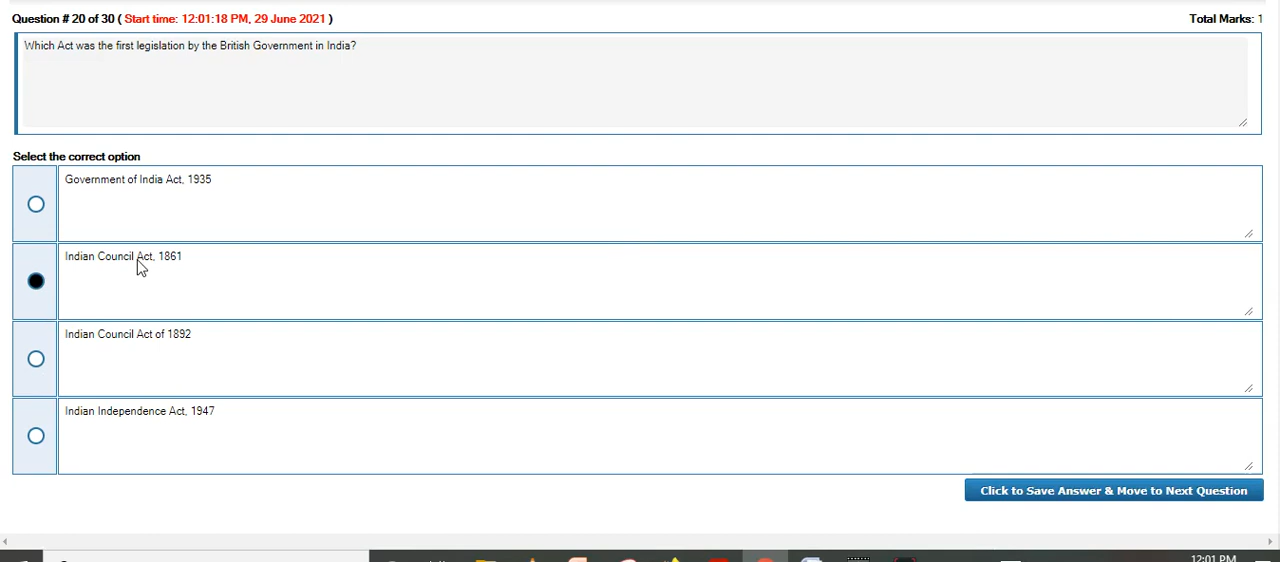 Question # 20 of 30 ( Start time: 12:01:18 PM, 29 June 2021 ) Total Marks: 1
Which Act was the first legislation by the British Government in India?
Select the correct option
Government of India Act, 1935
Indian Council Act, 1861
Indian Council Act of 1892
Indian Independence Act, 1947
Click to Save Answer & Move to Next Question
12:01 PM